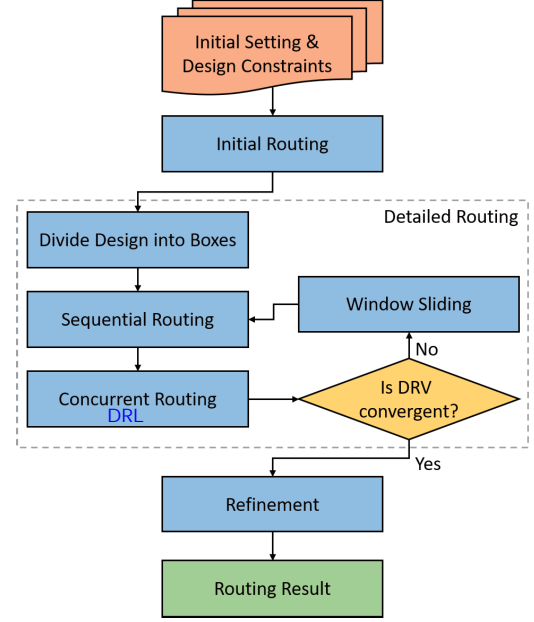 Initial Setting &
Design Constraints
Initial Routing
Detailed Routing
Divide Design into Boxes
Window Sliding
Sequential Routing
No
Is DRV
convergent?
Concurrent Routing
DRL
Yes
Refinement
Routing Result